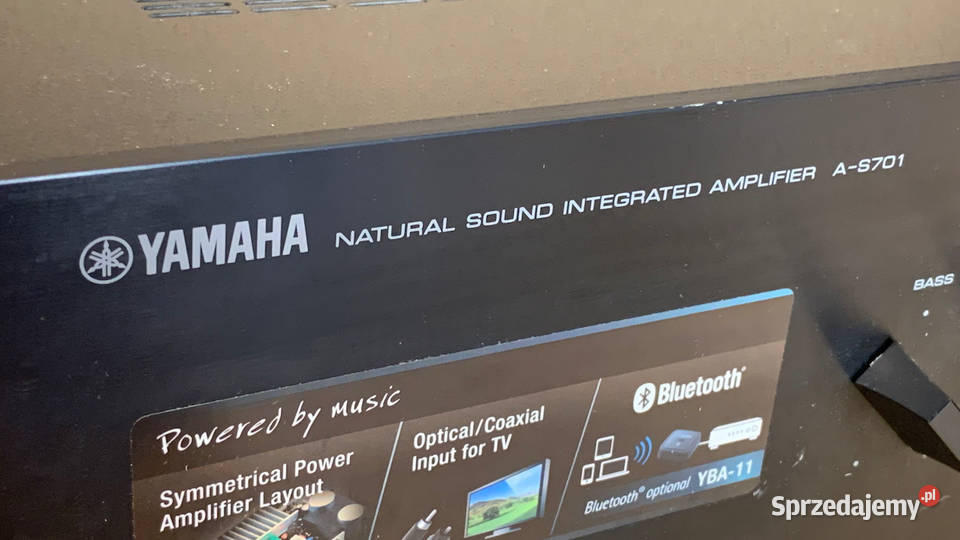 YAMAHA NATURAL SOUND INTEGRATED AMPLIFIER A-S701
BASS
Powered by music
Symmetrical Power
Amplifier Layout
Optical/Coaxial
Input for TV
Bluetooth®
Bluetooth® optional YBA-11
Sprzedajemy.pl